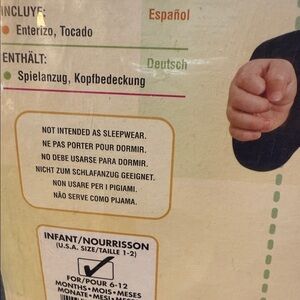 INCLUYE:
Español
Enterizo, Tocado
ENTHÄLT:
Deutsch
Spielanzug, Kopfbedeckung
NOT INTENDED AS SLEEPWEAR.
NE PAS PORTER POUR DORMIR.
NO DEBE USARSE PARA DORMIR.
NICHT ZUM SCHLAFANZUG GEEIGNET.
NON USARE PER I PIGIAMI.
NÃO SERVE COMO PIJAMA.
INFANT/NOURRISSON
(U.S.A. SIZE/TAILLE 1-2)
FOR/POUR 6-12
MONTHS • MOIS • MESES
MONATE • MESI •